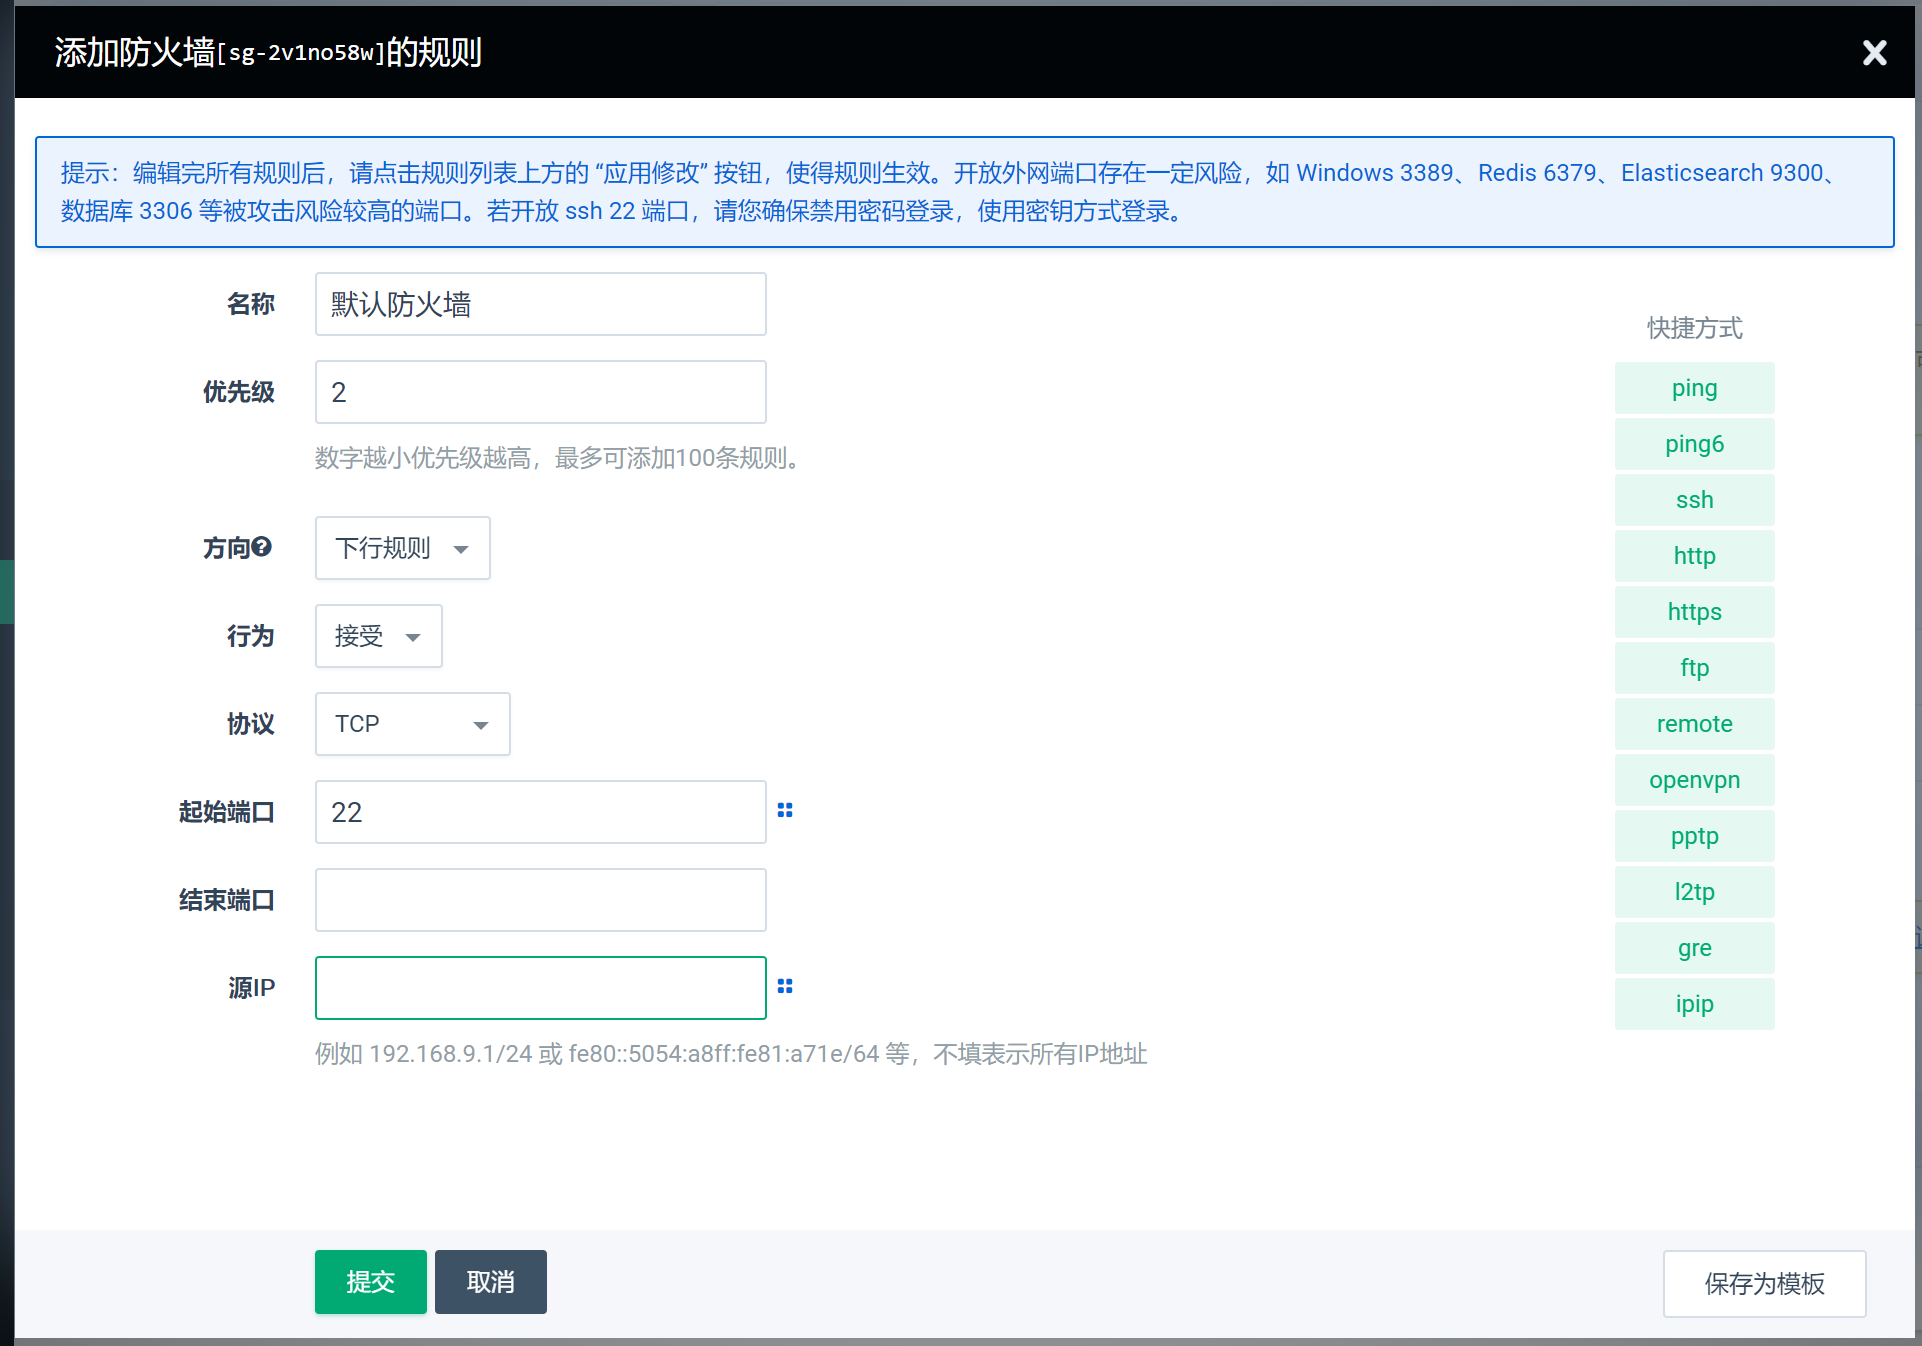 添加防火墙[sg-2v1no58w]的规则
提示：编辑完所有规则后，请点击规则列表上方的 “应用修改” 按钮，使得规则生效。开放外网端口存在一定风险，如 Windows 3389、Redis 6379、Elasticsearch 9300、
数据库 3306 等被攻击风险较高的端口。若开放 ssh 22 端口，请您确保禁用密码登录，使用密钥方式登录。
名称
默认防火墙
优先级
2
数字越小优先级越高，最多可添加100条规则。
方向
下行规则
行为
接受
协议
TCP
起始端口
22
结束端口
源IP
例如 192.168.9.1/24 或 fe80::5054:a8ff:fe81:a71e/64 等，不填表示所有IP地址
快捷方式
ping
ping6
ssh
http
https
ftp
remote
openvpn
pptp
l2tp
gre
ipip
提交
取消
保存为模板